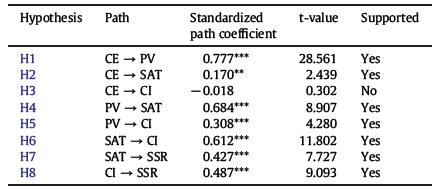 Hypothesis Path Standardized path coefficient t-value Supported
H1 CE → PV 0.777*** 28.561 Yes
H2 CE → SAT 0.170** 2.439 Yes
H3 CE → CI −0.018 0.302 No
H4 PV → SAT 0.684*** 8.907 Yes
H5 PV → CI 0.308*** 4.280 Yes
H6 SAT → CI 0.612*** 11.802 Yes
H7 SAT → SSR 0.427*** 7.727 Yes
H8 CI → SSR 0.487*** 9.093 Yes